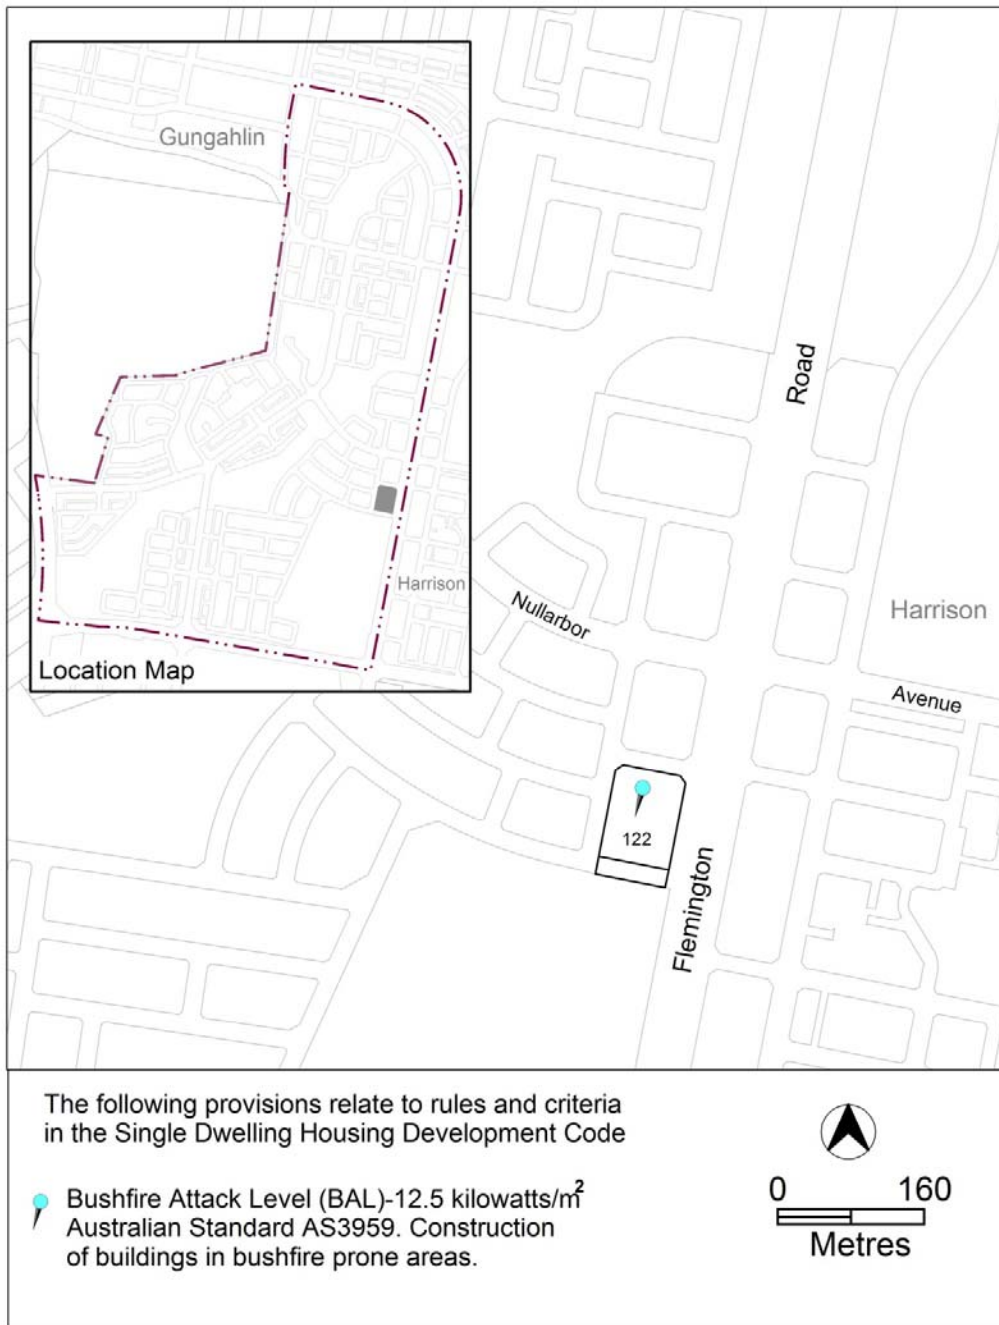 Gungahlin
Harrison
Location Map
Road
Nullarbor
Harrison
Avenue
122
Flemington
The following provisions relate to rules and criteria
in the Single Dwelling Housing Development Code
Bushfire Attack Level (BAL)-12.5 kilowatts/m²
Australian Standard AS3959. Construction
of buildings in bushfire prone areas.
0 160
Metres